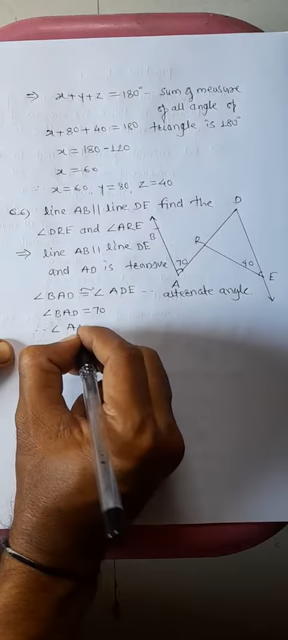 ⇒ x+y+z = 180° - sum of measure
of all angle of
x+80+40 = 180 triangle is 180°
x = 180-120
x = 60
∴ x=60, y=80, z=40
Q.6) line AB || line DE find the
∠DRE and ∠ARE
⇒ line AB || line DE
and AD is
∠BAD ≅ ∠ADE -- alternate angle
∠BAD = 70
∴ ∠A
D
B
R
70
40
A
E